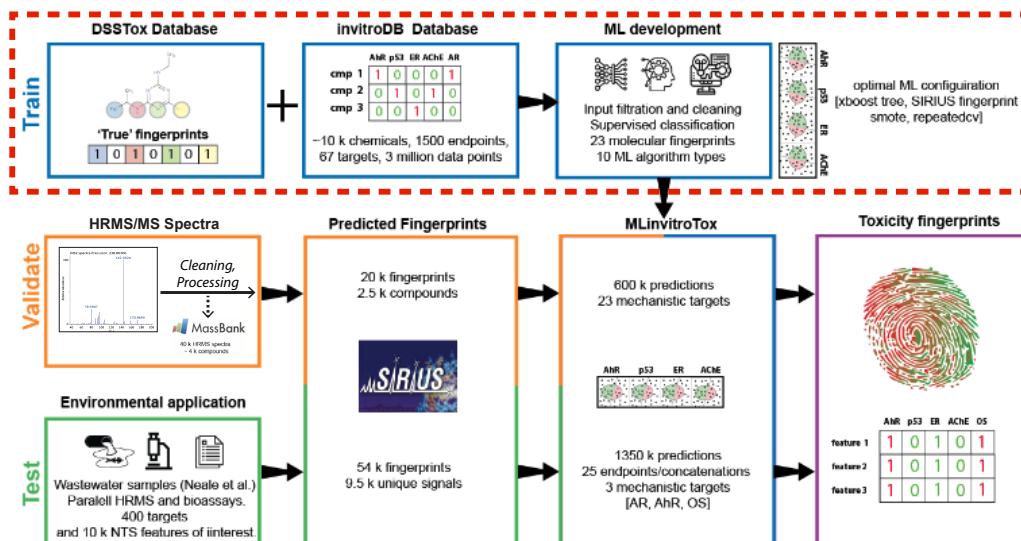 Train
DSSTox Database
'True' fingerprints
1 0 1 0 1 0 1
invitroDB Database
AhR p53 ER AChE AR
cmp 1 1 0 0 0 1
cmp 2 0 1 0 1 0
cmp 3 0 0 1 0 0
~10 k chemicals, 1500 endpoints,
67 targets, 3 million data points
ML development
Input filtration and cleaning
Supervised classification
23 molecular fingerprints
10 ML algorithm types
AhR
p53
ER
AChE
optimal ML configuiration
[xboost tree, SIRIUS fingerprint
smote, repeatedcv]
Validate
HRMS/MS Spectra
Cleaning,
Processing
MassBank
40 k HRMS spectra
~ 4 k compounds
Predicted Fingerprints
20 k fingerprints
2.5 k compounds
SIRIUS
MLinvitroTox
600 k predictions
23 mechanistic targets
AhR p53 ER AChE
Toxicity fingerprints
Test
Environmental application
Wastewater samples (Neale et al.)
Paralell HRMS and bioassays.
400 targets
and 10 k NTS features of iinterest.
54 k fingerprints
9.5 k unique signals
1350 k predictions
25 endpoints/concatenations
3 mechanistic targets
[AR, AhR, OS]
AhR p53 ER AChE OS
feature 1 1 0 1 0 1
feature 2 1 0 1 0 1
feature 3 1 0 1 0 1